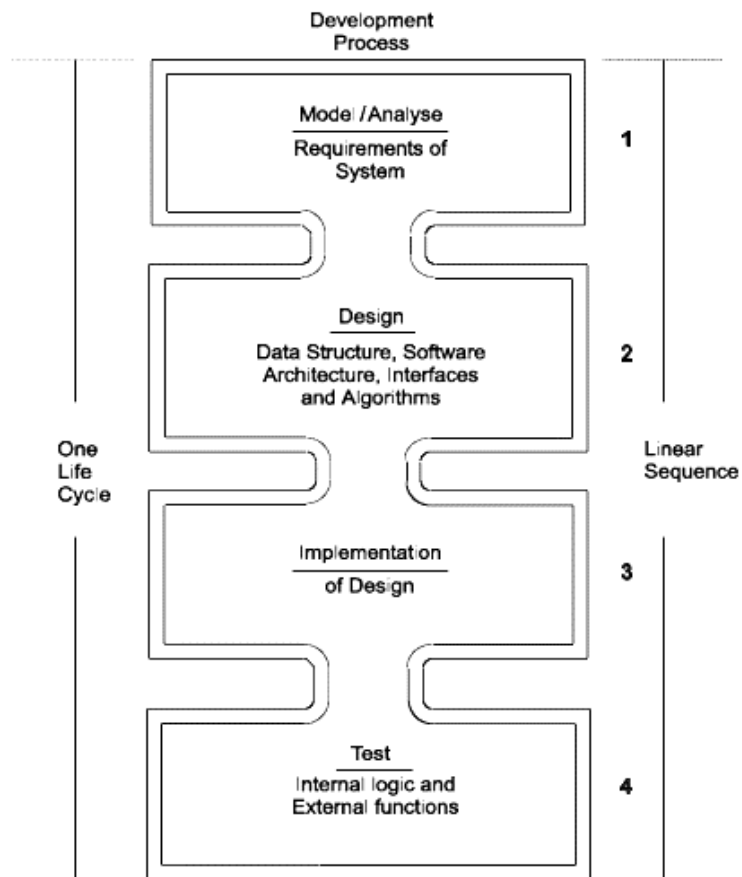 Development
Process
Model /Analyse
Requirements of
System
1
Design
Data Structure, Software
Architecture, Interfaces
and Algorithms
2
One
Life
Cycle
Linear
Sequence
Implementation
of Design
3
Test
Internal logic and
External functions
4